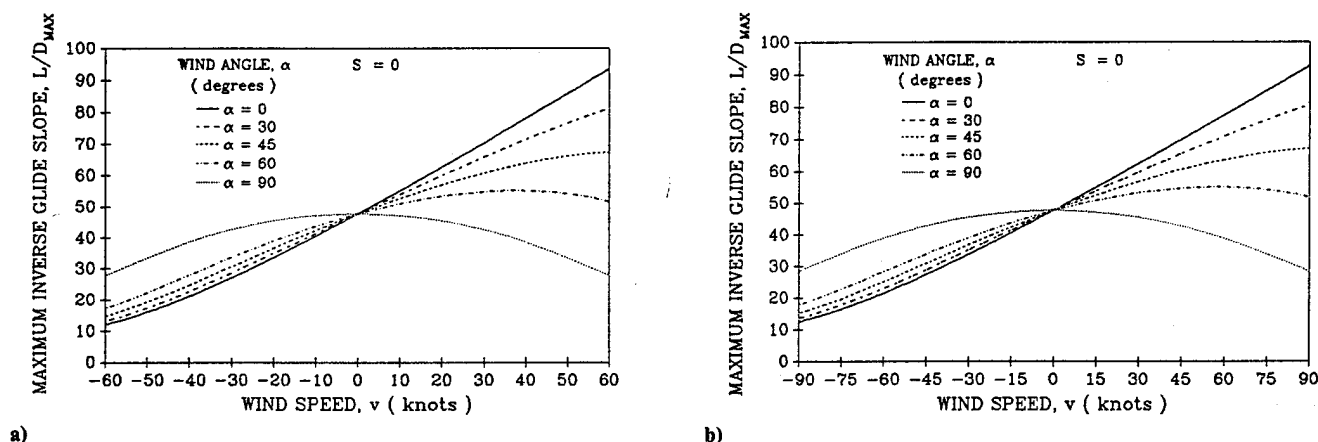 MAXIMUM INVERSE GLIDE SLOPE, L/D_MAX
100
90
80
70
60
50
40
30
20
10
0
WIND ANGLE, α
S = 0
( degrees )
α = 0
α = 30
α = 45
α = 60
α = 90
-60 -50 -40 -30 -20 -10 0 10 20 30 40 50 60
WIND SPEED, v ( knots )
a)
MAXIMUM INVERSE GLIDE SLOPE, L/D_MAX
100
90
80
70
60
50
40
30
20
10
0
WIND ANGLE, α
S = 0
( degrees )
α = 0
α = 30
α = 45
α = 60
α = 90
-90 -75 -60 -45 -30 -15 0 15 30 45 60 75 90
WIND SPEED, v ( knots )
b)